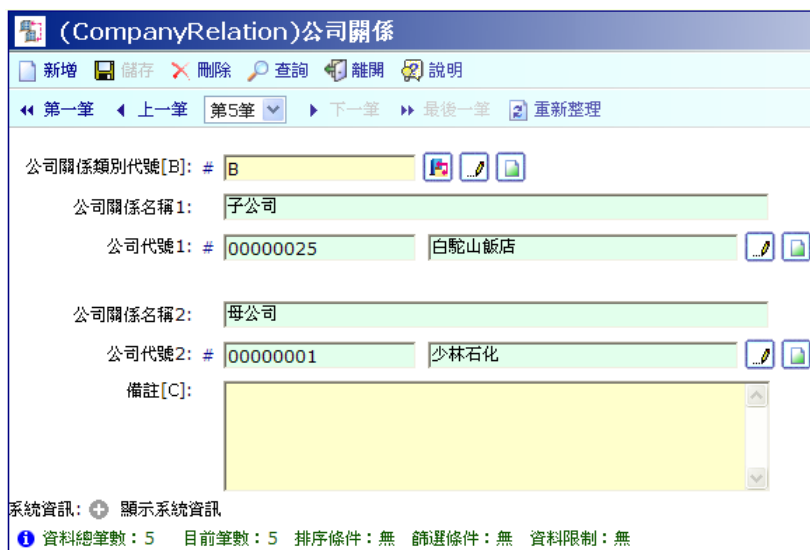 (CompanyRelation)公司關係
新增 儲存 刪除 查詢 離開 說明
第一筆 上一筆 第5筆 下一筆 最後一筆 重新整理
公司關係類別代號[B]: # B
公司關係名稱1: 子公司
公司代號1: # 00000025 白駝山飯店
公司關係名稱2: 母公司
公司代號2: # 00000001 少林石化
備註[C]:
系統資訊: 顯示系統資訊
資料總筆數：5 目前筆數：5 排序條件：無 篩選條件：無 資料限制：無